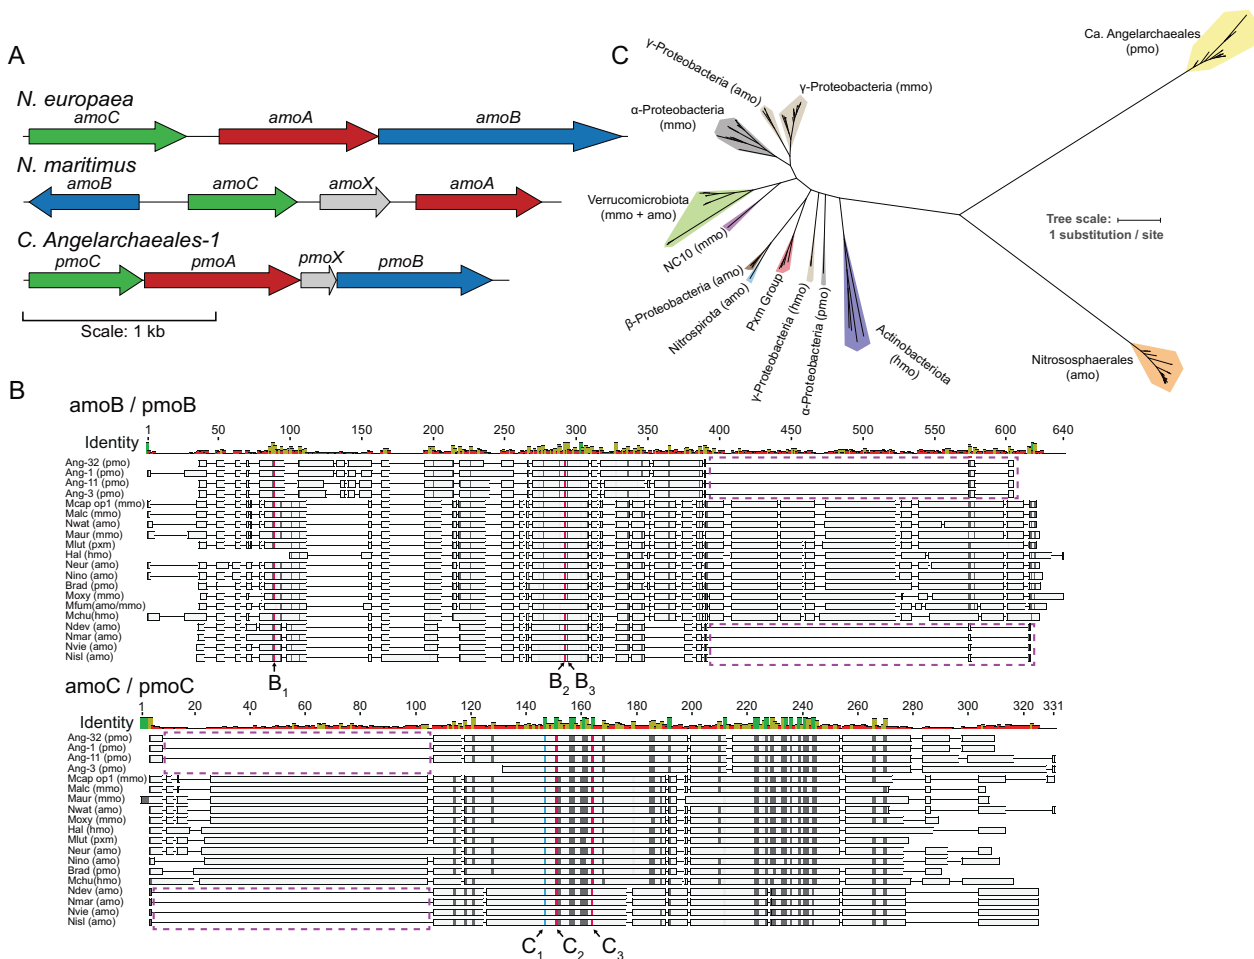 A
N. europaea
amoC
amoA
amoB
N. maritimus
amoB
amoC
amoX
amoA
C. Angelarchaeales-1
pmoC
pmoA
pmoX
pmoB
Scale: 1 kb
C
Ca. Angelarchaeales
(pmo)
γ-Proteobacteria (amo)
γ-Proteobacteria (mmo)
α-Proteobacteria
(mmo)
Verrucomicrobiota
(mmo + amo)
NC10 (mmo)
β-Proteobacteria (amo)
Nitrospirota (amo)
Pxm Group
γ-Proteobacteria (hmo)
α-Proteobacteria (pmo)
Actinobacteriota
(hmo)
Tree scale:
1 substitution / site
Nitrososphaerales
(amo)
B
amoB / pmoB
1 50 100 150 200 250 300 350 400 450 500 550 600 640
Identity
Ang-32 (pmo)
Ang-1 (pmo)
Ang-11 (pmo)
Ang-3 (pmo)
Mcap op1 (mmo)
Malc (mmo)
Nwat (amo)
Maur (mmo)
Mlut (pxm)
Hal (hmo)
Neur (amo)
Nino (amo)
Brad (pmo)
Moxy (mmo)
Mfum(amo/mmo)
Mchu(hmo)
Ndev (amo)
Nmar (amo)
Nvie (amo)
Nisl (amo)
B1
B2 B3
amoC / pmoC
1 20 40 60 80 100 120 140 160 180 200 220 240 260 280 300 320 331
Identity
Ang-32 (pmo)
Ang-1 (pmo)
Ang-11 (pmo)
Ang-3 (pmo)
Mcap op1 (mmo)
Malc (mmo)
Maur (mmo)
Nwat (amo)
Moxy (mmo)
Hal (hmo)
Mlut (pxm)
Neur (amo)
Nino (amo)
Brad (pmo)
Mchu(hmo)
Ndev (amo)
Nmar (amo)
Nvie (amo)
Nisl (amo)
C1 C2 C3